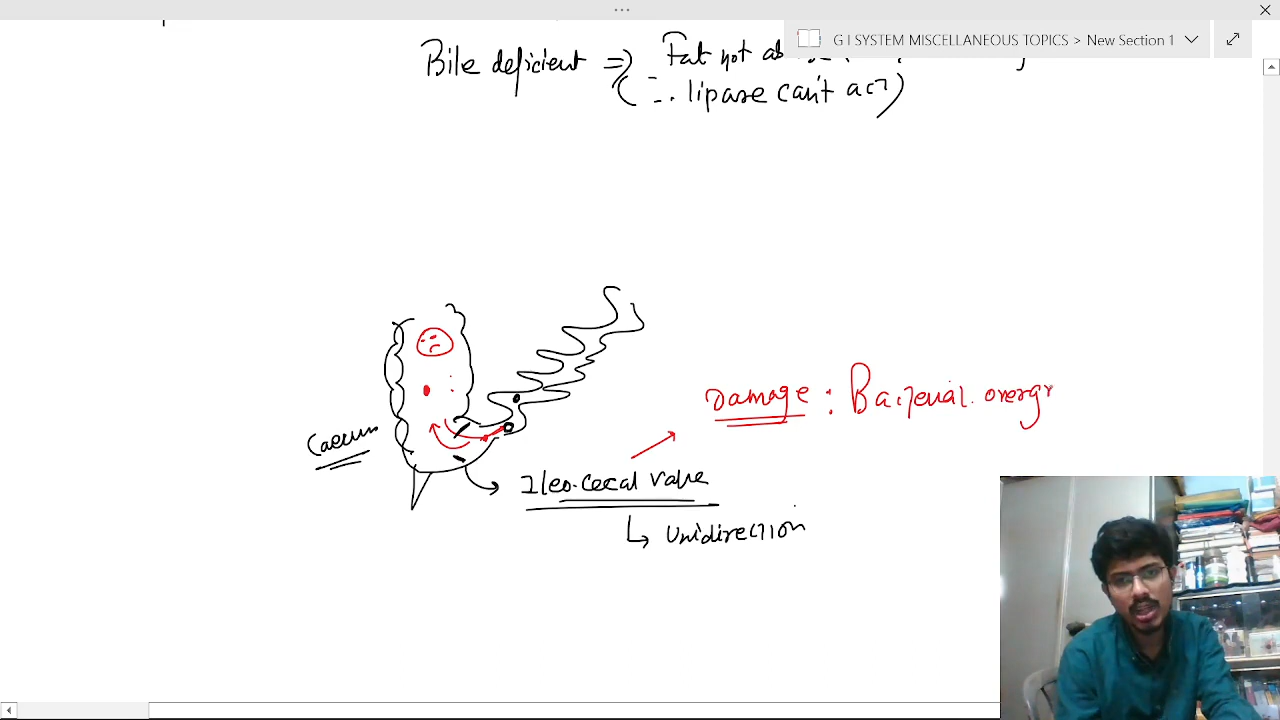 ...
G I SYSTEM MISCELLANEOUS TOPICS > New Section 1
Bile deficient => Fat not ab
(∵ lipase can't act)
Damage : Bacterial overgr
Caecum
Ileo-cecal valve
↳ Unidirection